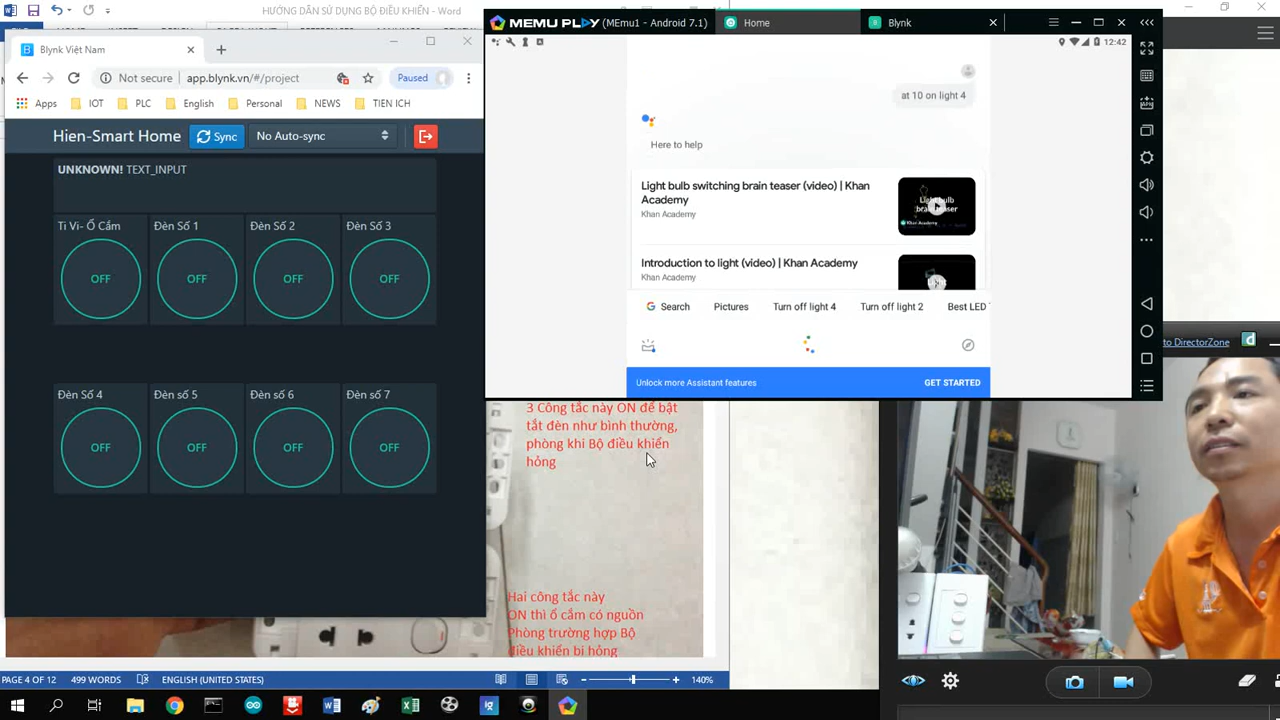 HƯỚNG DẪN SỬ DỤNG BỘ ĐIỀU KHIỂN - Word
Blynk Việt Nam
Not secure
app.blynk.vn/#/project
Paused
Apps
IOT
PLC
English
Personal
NEWS
TIEN ICH
Hien-Smart Home
Sync
No Auto-sync
UNKNOWN! TEXT_INPUT
Ti Vi- Ổ Cắm
Đèn Số 1
Đèn Số 2
Đèn Số 3
OFF
OFF
OFF
OFF
Đèn Số 4
Đèn số 5
Đèn số 6
Đèn số 7
OFF
OFF
OFF
OFF
MEMU PLAY (MEmu1 - Android 7.1)
Home
Blynk
12:42
at 10 on light 4
Here to help
Light bulb switching brain teaser (video) | Khan
Academy
Khan Academy
Light bulb
brain teaser
Khan Academy
Introduction to light (video) | Khan Academy
Khan Academy
Search
Pictures
Turn off light 4
Turn off light 2
Best LED
Unlock more Assistant features
GET STARTED
to DirectorZone
3 Công tắc này ON để bật
tắt đèn như bình thường,
phòng khi Bộ điều khiển
hỏng
Hai công tắc này
ON thì ổ cắm có nguồn
Phòng trường hợp Bộ
điều khiển bị hỏng
PAGE 4 OF 12
499 WORDS
ENGLISH (UNITED STATES)
140%